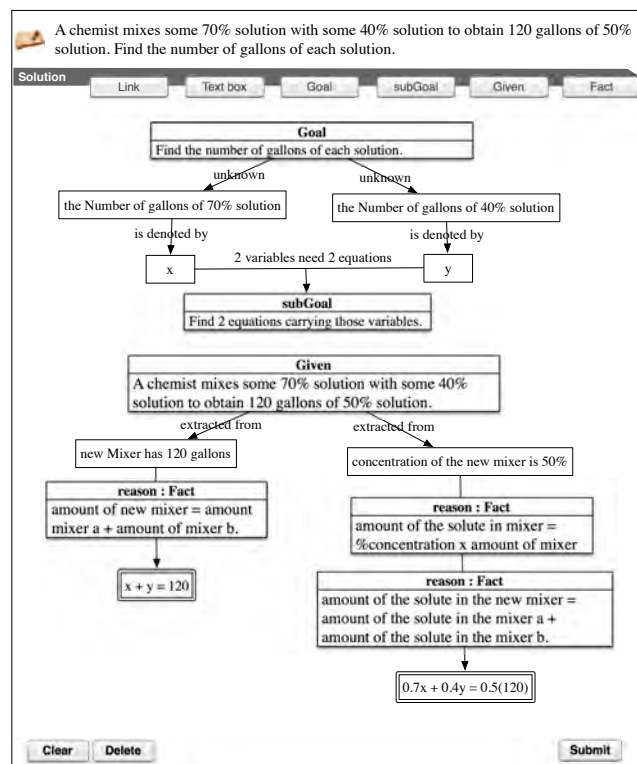 A chemist mixes some 70% solution with some 40% solution to obtain 120 gallons of 50%
solution. Find the number of gallons of each solution.
Solution
Link
Text box
Goal
subGoal
Given
Fact
Goal
Find the number of gallons of each solution.
unknown
unknown
the Number of gallons of 70% solution
the Number of gallons of 40% solution
is denoted by
is denoted by
x
2 variables need 2 equations
y
subGoal
Find 2 equations carrying those variables.
Given
A chemist mixes some 70% solution with some 40%
solution to obtain 120 gallons of 50% solution.
extracted from
extracted from
new Mixer has 120 gallons
concentration of the new mixer is 50%
reason : Fact
amount of new mixer = amount
mixer a + amount of mixer b.
reason : Fact
amount of the solute in mixer =
%concentration x amount of mixer
x + y = 120
reason : Fact
amount of the solute in the new mixer =
amount of the solute in the mixer a +
amount of the solute in the mixer b.
0.7x + 0.4y = 0.5(120)
Clear
Delete
Submit